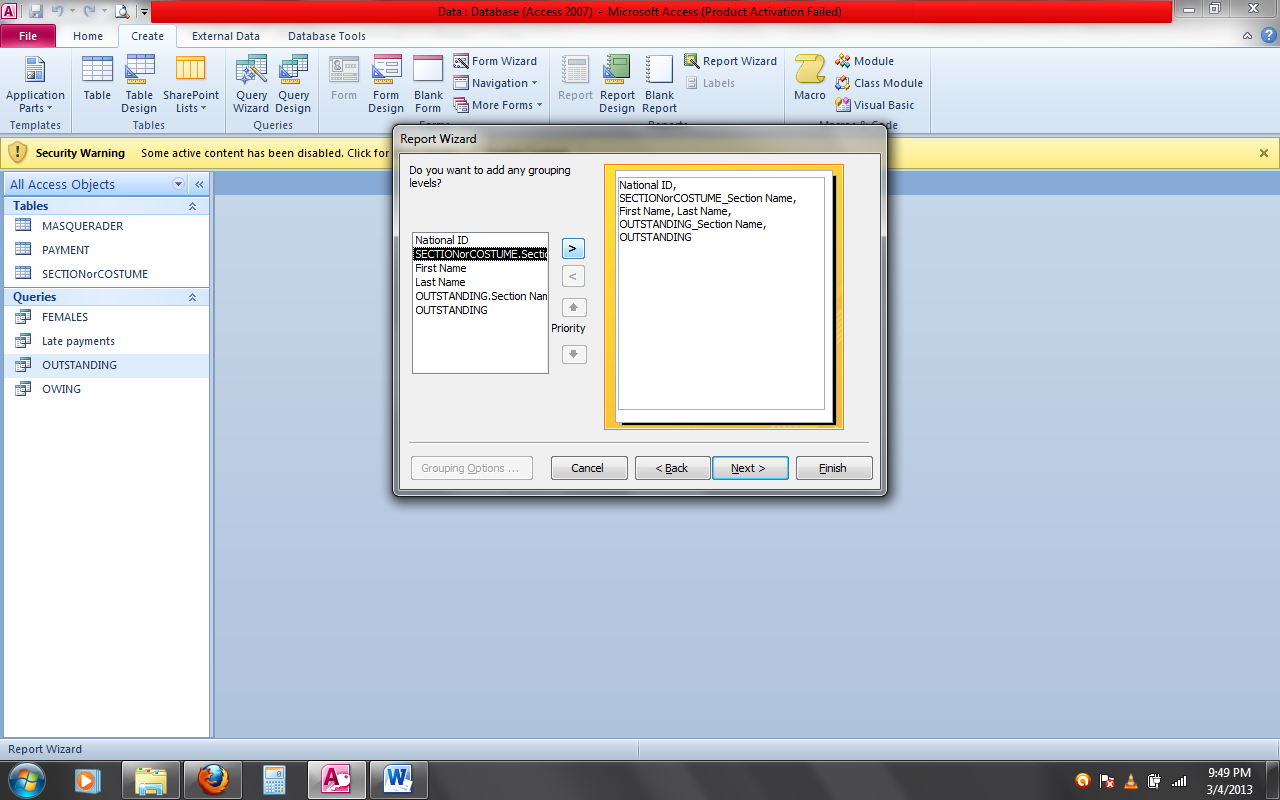 Data : Database (Access 2007) - Microsoft Access (Product Activation Failed)
File Home Create External Data Database Tools
Application Parts
Table
Table Design
SharePoint Lists
Query Wizard
Query Design
Form
Form Design
Blank Form
Form Wizard
Navigation
More Forms
Report
Report Design
Blank Report
Report Wizard
Labels
Macro
Module
Class Module
Visual Basic
Templates Tables Queries
Security Warning Some active content has been disabled. Click for
All Access Objects
Tables
MASQUERADER
PAYMENT
SECTIONorCOSTUME
Queries
FEMALES
Late payments
OUTSTANDING
OWING
Report Wizard
Do you want to add any grouping
levels?
National ID
SECTIONorCOSTUME.Sectio
First Name
Last Name
OUTSTANDING.Section Nam
OUTSTANDING
>
<
Priority
National ID,
SECTIONorCOSTUME_Section Name,
First Name, Last Name,
OUTSTANDING_Section Name,
OUTSTANDING
Grouping Options ... Cancel < Back Next > Finish
Report Wizard
9:49 PM
3/4/2013